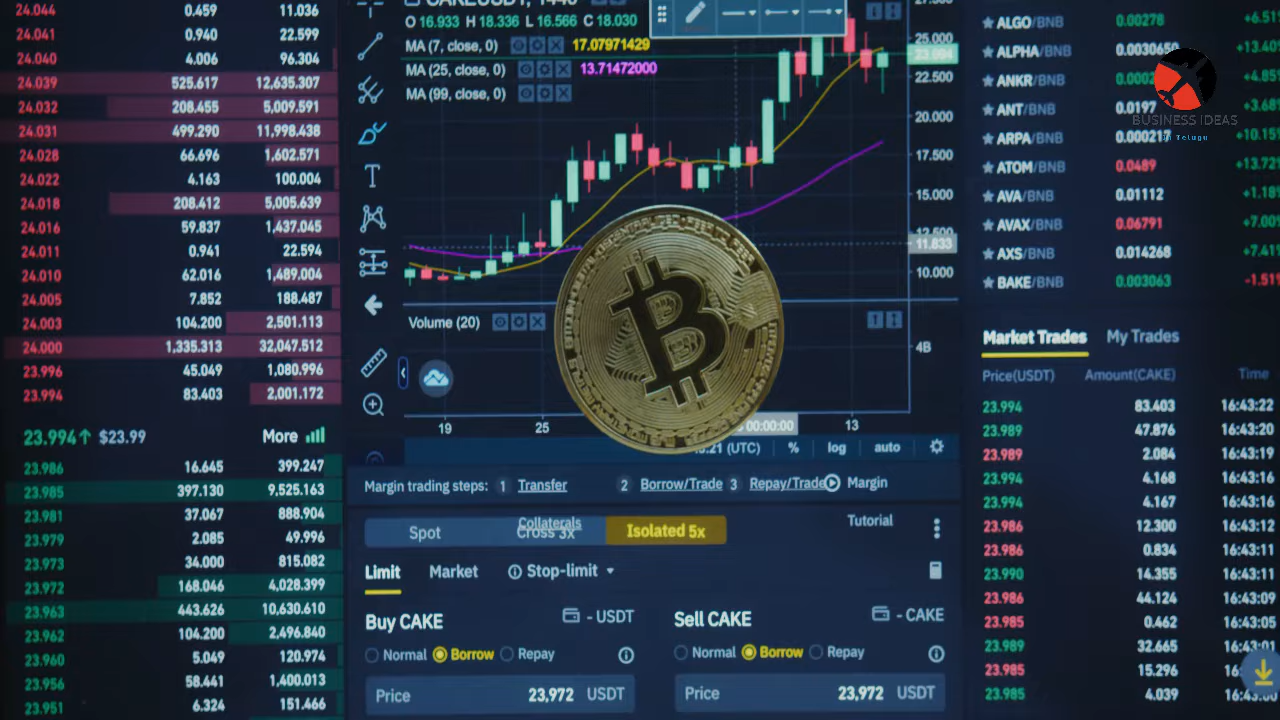 24.044 0.459 11.036
24.041 0.940 22.599
24.040 4.006 96.304
24.039 525.617 12,635.307
24.032 208.455 5,009.591
24.031 499.290 11,998.438
24.028 66.696 1,602.571
24.022 4.163 100.004
24.018 208,412 5,005.639
24.016 59.837 1,437.045
24.011 0.941 22.594
24.010 62.016 1,489.004
24.005 7.852 188.487
24.003 104.200 2,501.113
24.000 1,335.313 32,047.512
23.996 45.049 1,080.996
23.994 83.403 2,001.172
23.994↑ $23.99 More
23.986 16.645 399.247
23.985 397.130 9,525.163
23.981 37.067 888.904
23.979 2.085 49.996
23.973 34.000 815.082
23.972 168.046 4,028.399
23.963 443.626 10,630.610
23.962 104.200 2,496.840
23.960 5.049 120.974
23.956 58.441 1,400.013
23.951 6.324 151.466
O 16.933 H 18.336 L 16.566 C 18.030
MA (7, close, 0) 17.07971429
MA (25, close, 0) 13.71472000
MA (99, close, 0)
25.000
23.994
22.500
20.000
17.500
15.000
12.500
11.833
10.000
Volume (20)
4B
19 25 00:00:00 13
(UTC) % log auto
Margin trading steps: 1 Transfer 2 Borrow/Trade 3 Repay/Trade Margin
Spot Collaterals Cross 3x Isolated 5x Tutorial
Limit Market Stop-limit
Buy CAKE - USDT Sell CAKE - CAKE
Normal Borrow Repay Normal Borrow Repay
Price 23,972 USDT Price 23,972 USDT
ALGO/BNB 0.00278
ALPHA/BNB 0.0030650
ANKR/BNB
ANT/BNB 0.0197
ARPA/BNB 0.000217
ATOM/BNB 0.0489
AVA/BNB 0.01112
AVAX/BNB 0.06791
AXS/BNB 0.014268
BAKE/BNB 0.003063
BUSINESS IDEAS
In Telugu
Market Trades My Trades
Price(USDT) Amount(CAKE) Time
23.994 83.403 16:43:22
23.989 47.876 16:43:20
23.989 2.084 16:43:19
23.994 4.168 16:43:16
23.994 4.167 16:43:16
23.986 12.300 16:43:12
23.986 0.834 16:43:11
23.990 14.355 16:43:11
23.986 44.124 16:43:09
23.985 0.462 16:43:05
23.989 32.665
23.985 15.296
23.985 4.039